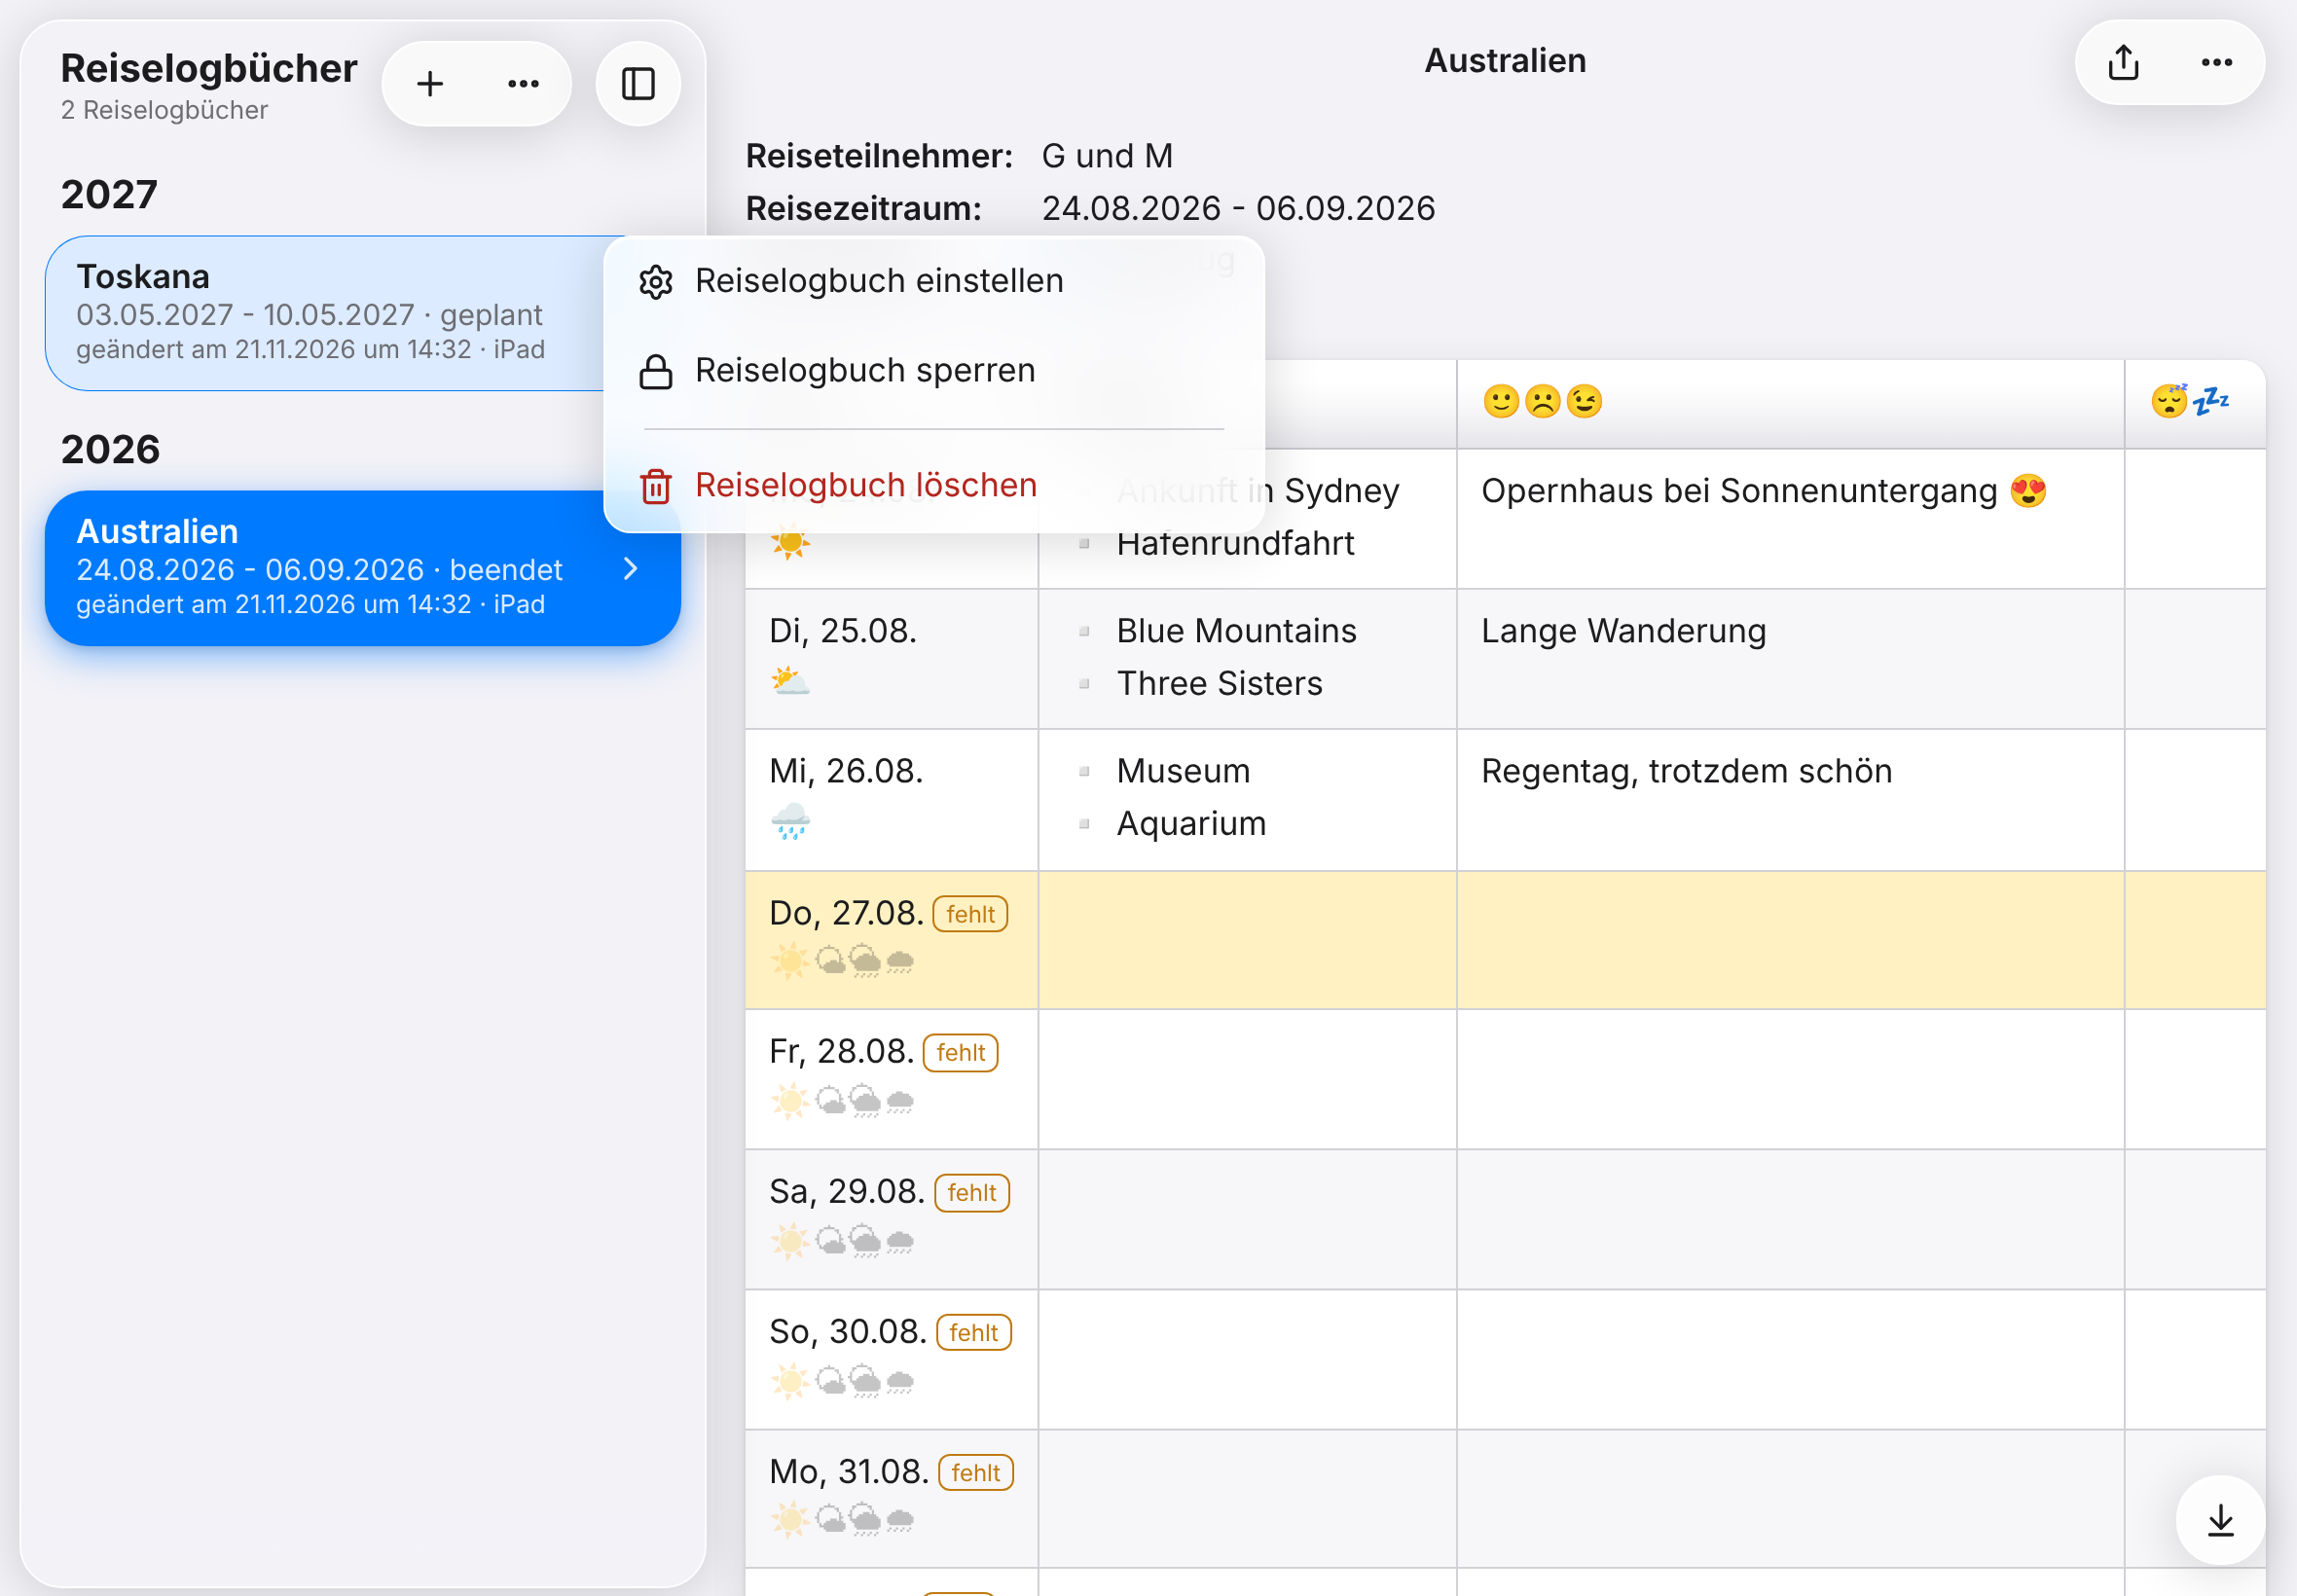 Reiselogbücher
2 Reiselogbücher
2027
Toskana
03.05.2027 - 10.05.2027 · geplant
geändert am 21.11.2026 um 14:32 · iPad
2026
Australien
24.08.2026 - 06.09.2026 · beendet
geändert am 21.11.2026 um 14:32 · iPad
Reiselogbuch einstellen
Reiselogbuch sperren
Reiselogbuch löschen
Australien
Reiseteilnehmer: G und M
Reisezeitraum: 24.08.2026 - 06.09.2026
🙂☹️😉 😴💤
Ankunft in Sydney
Hafenrundfahrt
Opernhaus bei Sonnenuntergang 😍
Di, 25.08.
Blue Mountains
Three Sisters
Lange Wanderung
Mi, 26.08.
Museum
Aquarium
Regentag, trotzdem schön
Do, 27.08. fehlt
Fr, 28.08. fehlt
Sa, 29.08. fehlt
So, 30.08. fehlt
Mo, 31.08. fehlt